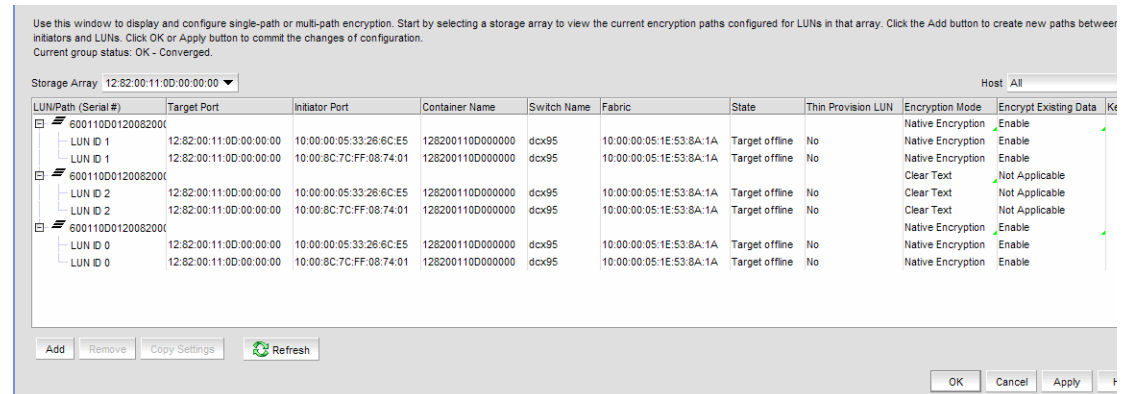 Use this window to display and configure single-path or multi-path encryption. Start by selecting a storage array to view the current encryption paths configured for LUNs in that array. Click the Add button to create new paths between
initiators and LUNs. Click OK or Apply button to commit the changes of configuration.
Current group status: OK - Converged.
Storage Array 12:82:00:11:0D:00:00:00 Host All
LUN/Path (Serial #) Target Port Initiator Port Container Name Switch Name Fabric State Thin Provision LUN Encryption Mode Encrypt Existing Data Ke
600110D0120082000 Native Encryption Enable
LUN ID 1 12:82:00:11:0D:00:00:00 10:00:00:05:33:26:6C:E5 128200110D000000 dcx95 10:00:00:05:1E:53:8A:1A Target offline No Native Encryption Enable
LUN ID 1 12:82:00:11:0D:00:00:00 10:00:8C:7C:FF:08:74:01 128200110D000000 dcx95 10:00:00:05:1E:53:8A:1A Target offline No Native Encryption Enable
600110D0120082000 Clear Text Not Applicable
LUN ID 2 12:82:00:11:0D:00:00:00 10:00:00:05:33:26:6C:E5 128200110D000000 dcx95 10:00:00:05:1E:53:8A:1A Target offline No Clear Text Not Applicable
LUN ID 2 12:82:00:11:0D:00:00:00 10:00:8C:7C:FF:08:74:01 128200110D000000 dcx95 10:00:00:05:1E:53:8A:1A Target offline No Clear Text Not Applicable
600110D0120082000 Native Encryption Enable
LUN ID 0 12:82:00:11:0D:00:00:00 10:00:00:05:33:26:6C:E5 128200110D000000 dcx95 10:00:00:05:1E:53:8A:1A Target offline No Native Encryption Enable
LUN ID 0 12:82:00:11:0D:00:00:00 10:00:8C:7C:FF:08:74:01 128200110D000000 dcx95 10:00:00:05:1E:53:8A:1A Target offline No Native Encryption Enable
Add Remove Copy Settings Refresh
OK Cancel Apply